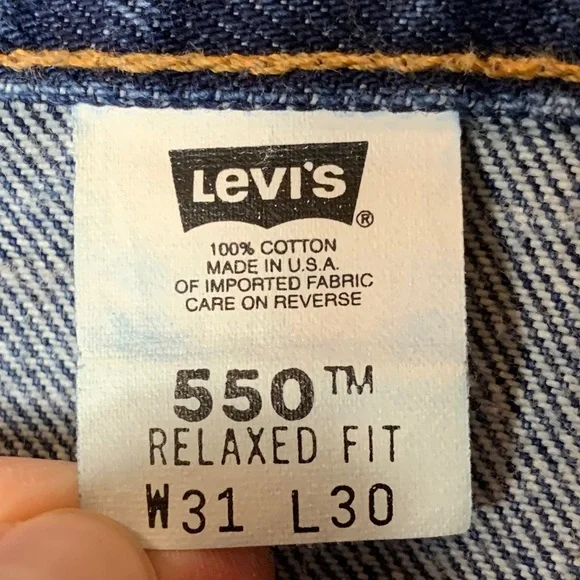 LEVI'S ®
100% COTTON
MADE IN U.S.A.
OF IMPORTED FABRIC
CARE ON REVERSE
550™
RELAXED FIT
W31 L30